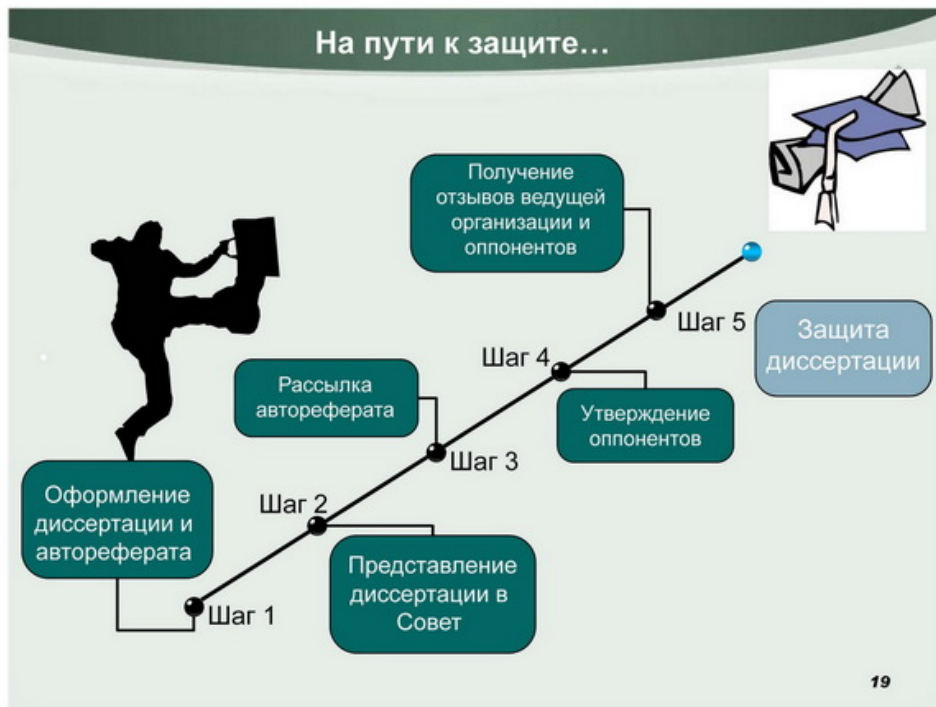 На пути к защите...
Получение
отзывов ведущей
организации и
оппонентов
Шаг 5
Защита
диссертации
Шаг 4
Рассылка
автореферата
Утверждение
оппонентов
Шаг 3
Оформление
диссертации и
автореферата
Шаг 2
Представление
диссертации в
Совет
Шаг 1
19